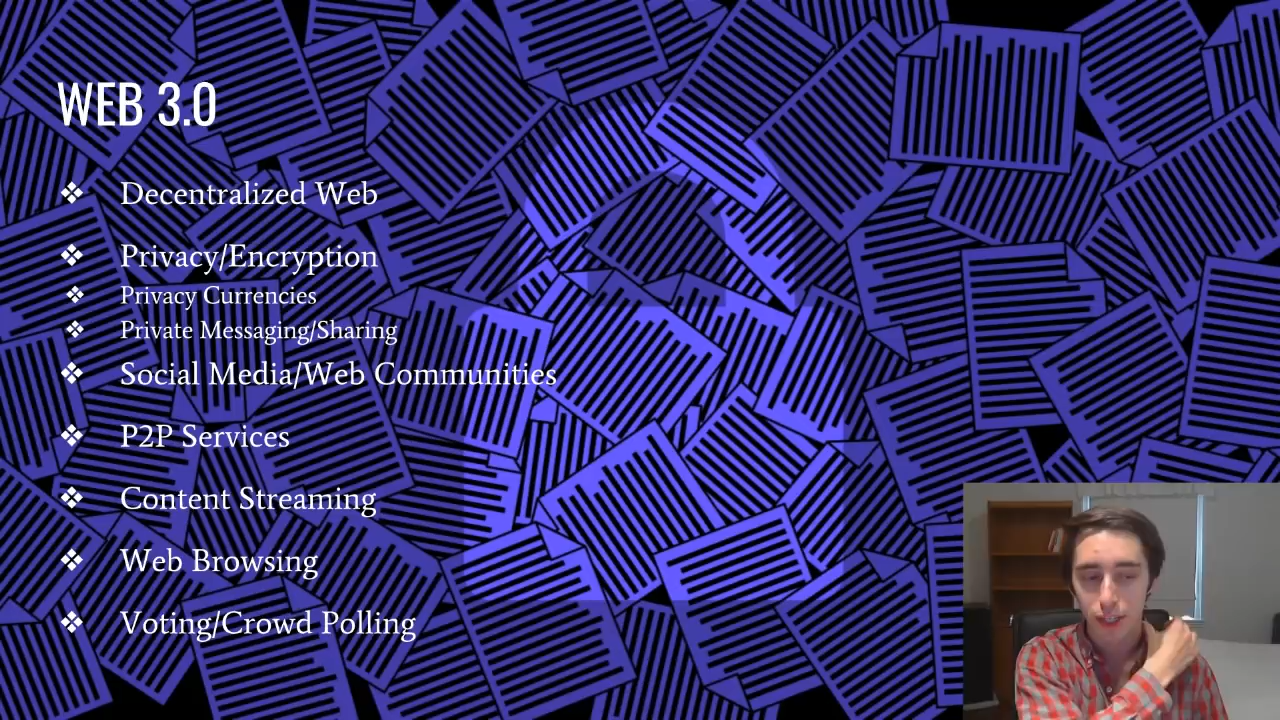 WEB 3.0
❖ Decentralized Web
❖ Privacy/Encryption
❖ Privacy Currencies
❖ Private Messaging/Sharing
❖ Social Media/Web Communities
❖ P2P Services
❖ Content Streaming
❖ Web Browsing
❖ Voting/Crowd Polling